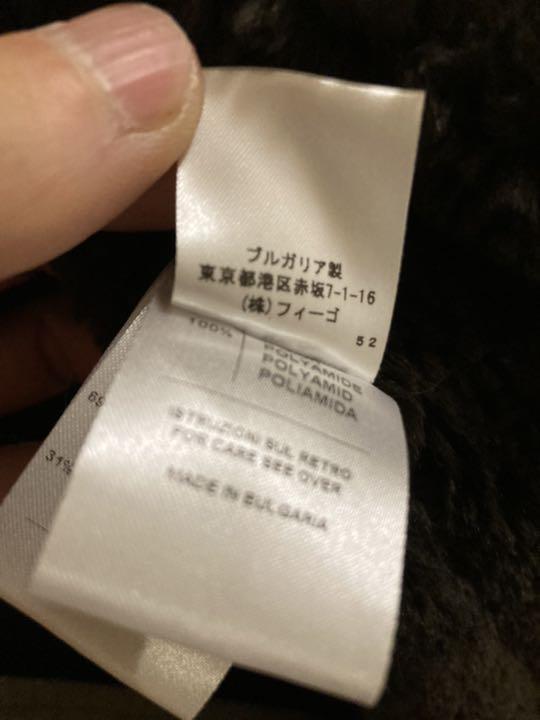 ブルガリア製
東京都港区赤坂7-1-16
(株)フィーゴ
52
100%
POLYAMIDE
POLYAMID
POLIAMIDA
ISTRUZIONI SUL RETRO
FOR CARE SEE OVER
MADE IN BULGARIA
31%